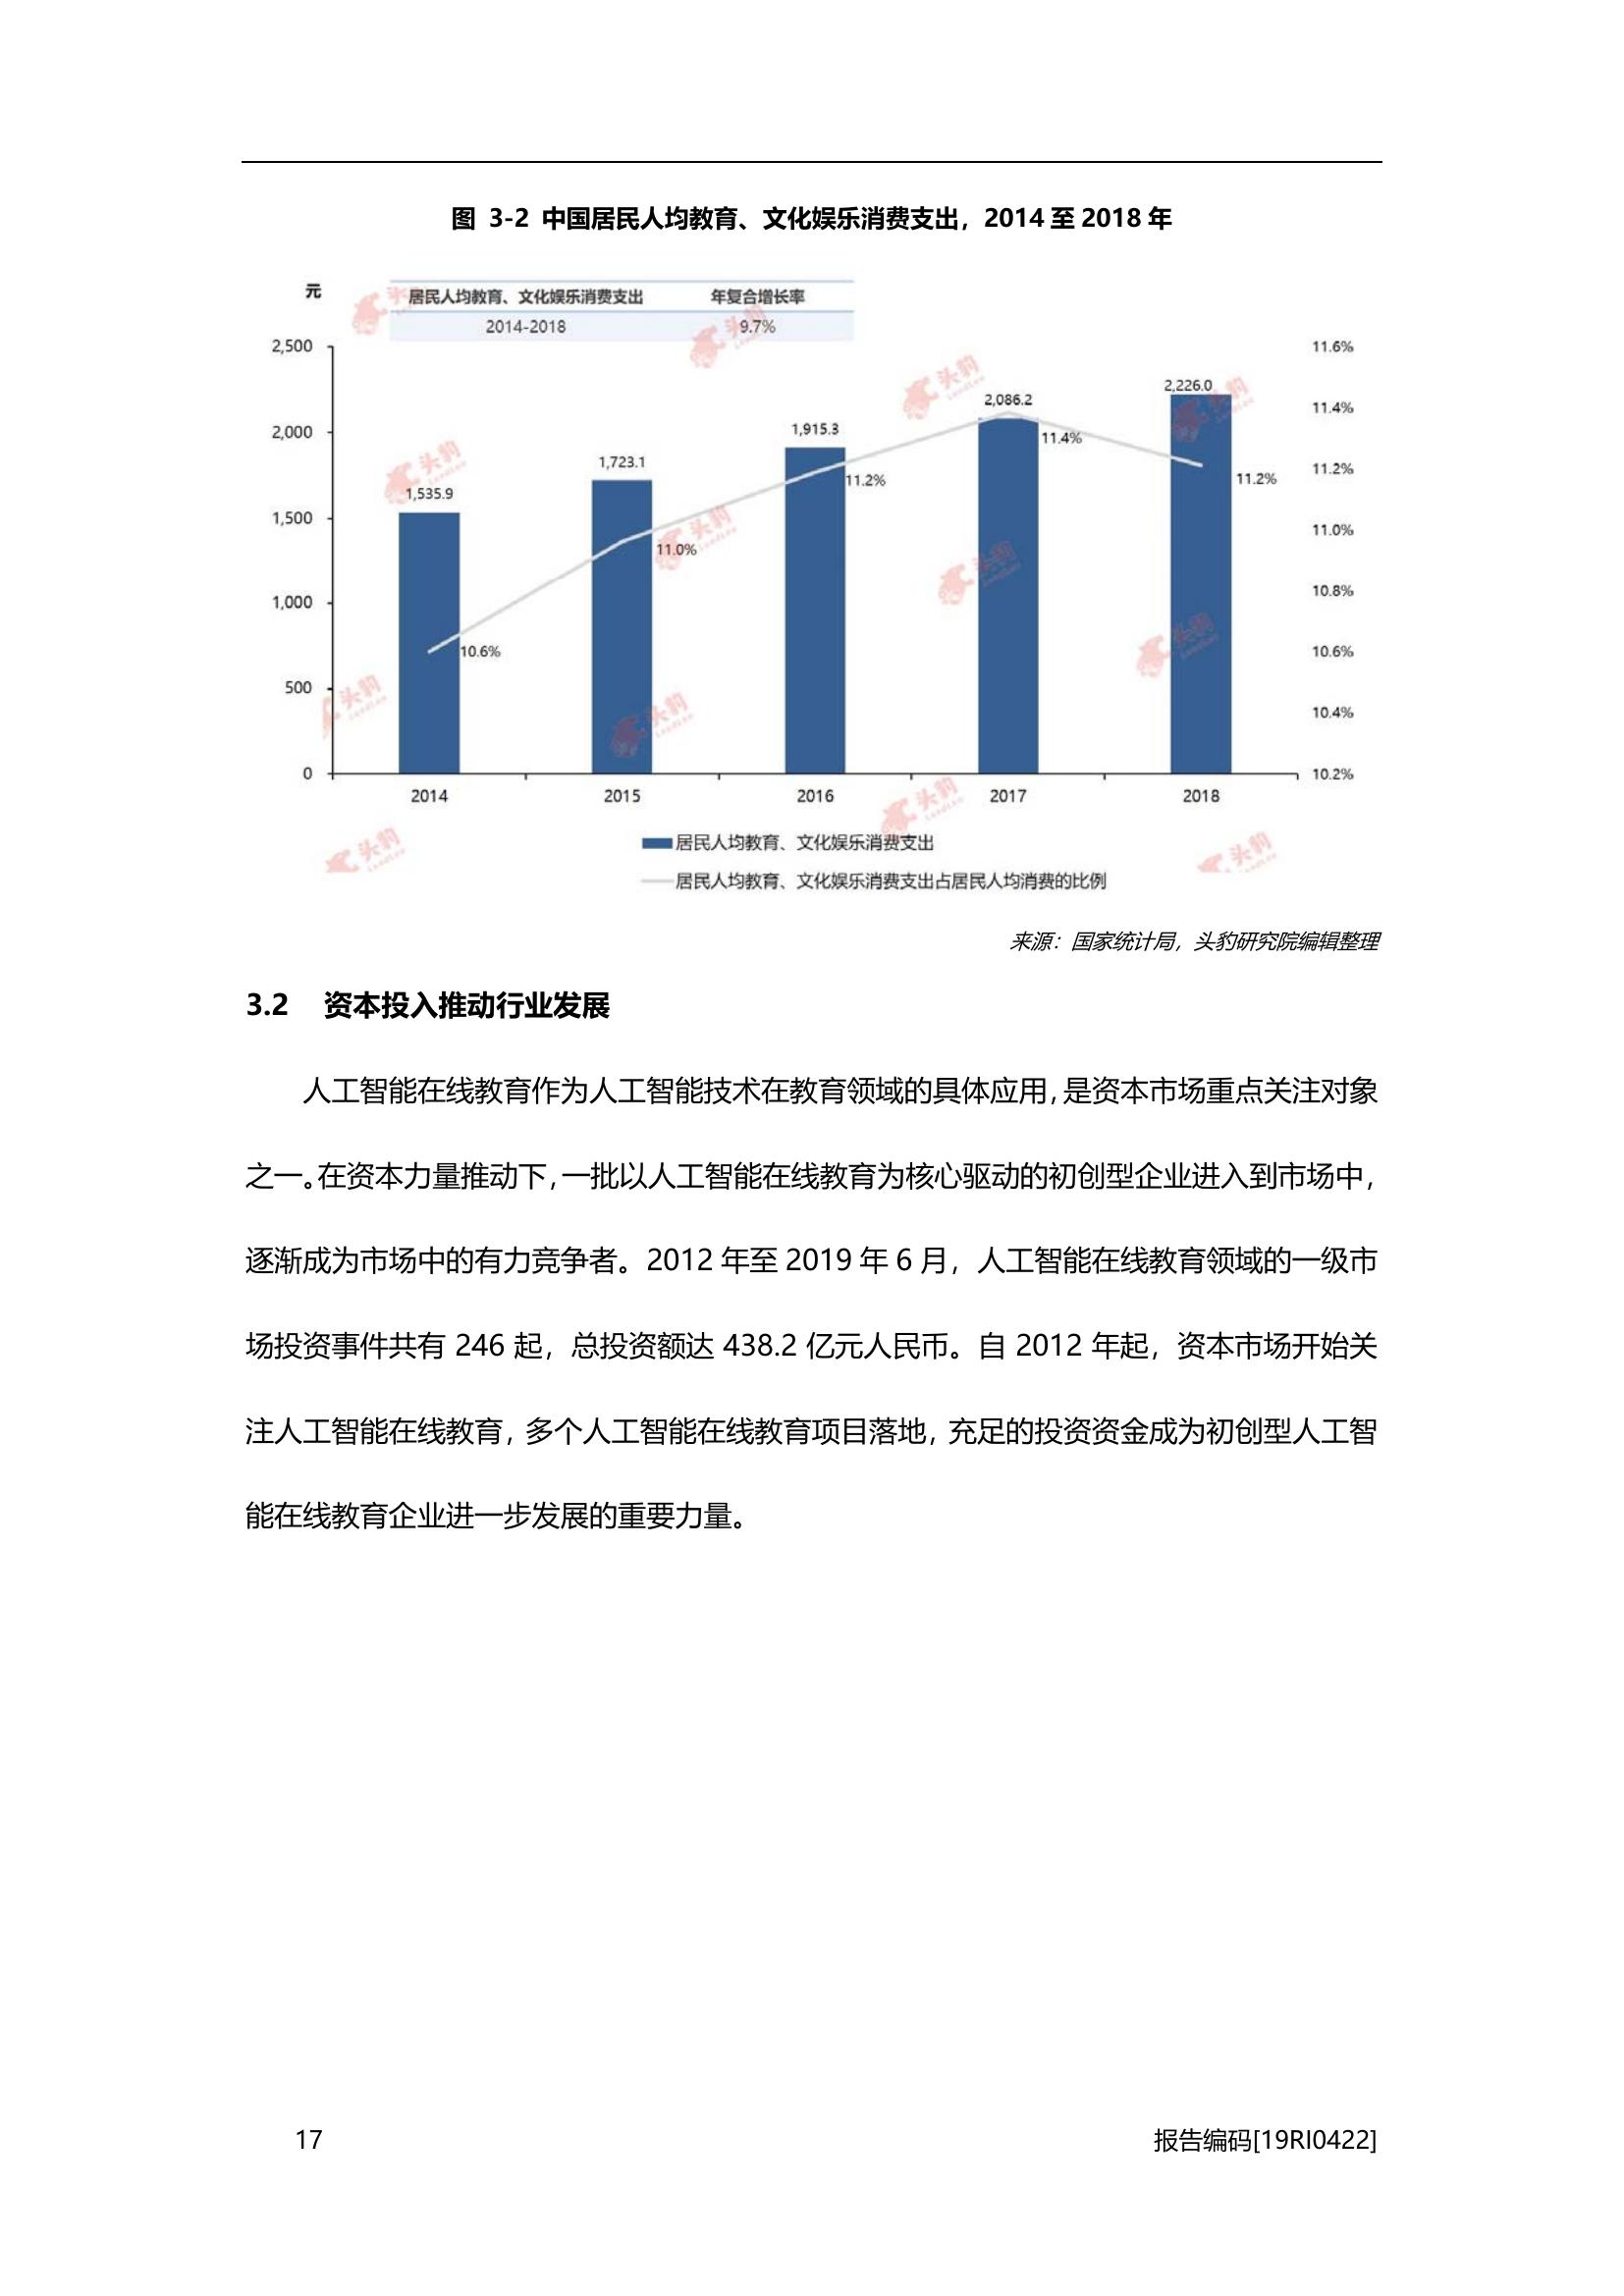 图 3-2 中国居民人均教育、文化娱乐消费支出，2014 至 2018 年
元
居民人均教育、文化娱乐消费支出 年复合增长率
2014-2018 9.7%
2,500
2,000
1,500
1,000
500
0
11.6%
11.4%
11.2%
11.0%
10.8%
10.6%
10.4%
10.2%
1,535.9
1,723.1
1,915.3
2,086.2
2,226.0
10.6%
11.0%
11.2%
11.4%
11.2%
2014 2015 2016 2017 2018
居民人均教育、文化娱乐消费支出
居民人均教育、文化娱乐消费支出占居民人均消费的比例
头豹
LeadLeo
来源：国家统计局，头豹研究院编辑整理
3.2 资本投入推动行业发展
人工智能在线教育作为人工智能技术在教育领域的具体应用，是资本市场重点关注对象
之一。在资本力量推动下，一批以人工智能在线教育为核心驱动的初创型企业进入到市场中，
逐渐成为市场中的有力竞争者。2012 年至 2019 年 6 月，人工智能在线教育领域的一级市
场投资事件共有 246 起，总投资额达 438.2 亿元人民币。自 2012 年起，资本市场开始关
注人工智能在线教育，多个人工智能在线教育项目落地，充足的投资资金成为初创型人工智
能在线教育企业进一步发展的重要力量。
17 报告编码[19RI0422]